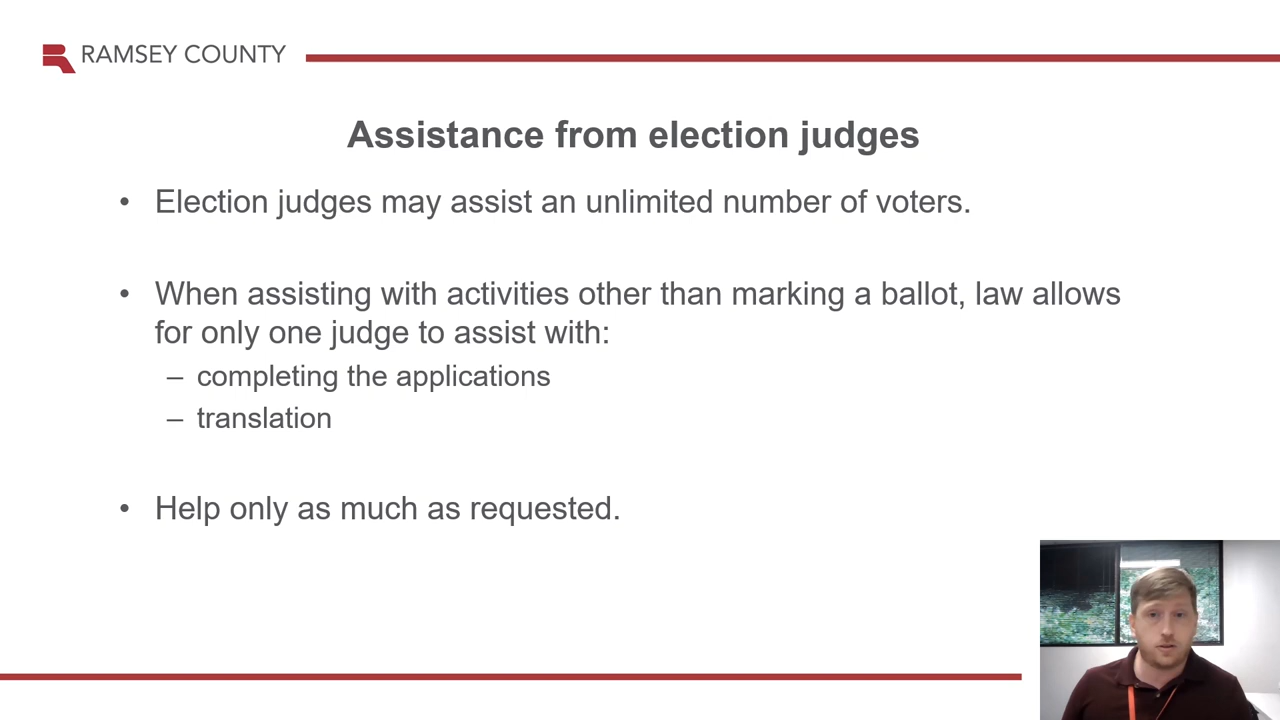 RAMSEY COUNTY
Assistance from election judges
• Election judges may assist an unlimited number of voters.
• When assisting with activities other than marking a ballot, law allows
for only one judge to assist with:
– completing the applications
– translation
• Help only as much as requested.